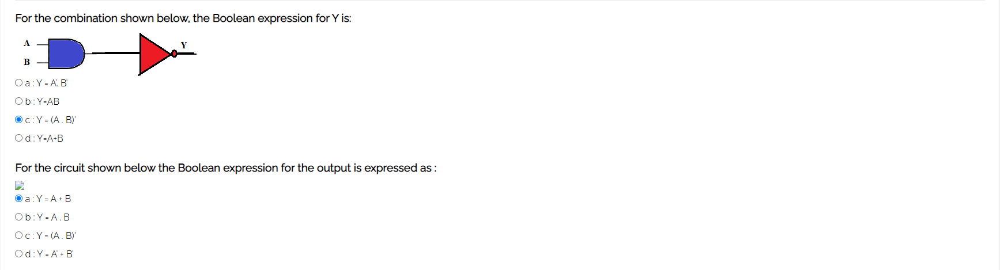 For the combination shown below, the Boolean expression for Y is:
A
Y
B
a : Y = A'. B'
b : Y=AB
c : Y = (A . B)'
d : Y=A+B
For the circuit shown below the Boolean expression for the output is expressed as :
a : Y = A + B
b : Y = A . B
c : Y = (A . B)'
d : Y = A' + B'